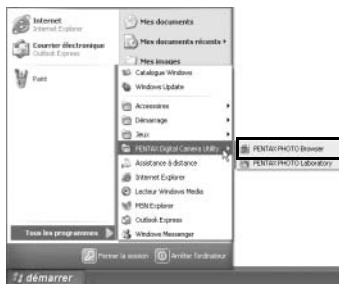 Internet
Internet Explorer
Courrier électronique
Outlook Express
Paint
Mes documents
Mes documents récents
Mes images
Catalogue Windows
Windows Update
Accessoires
Démarrage
Jeux
PENTAX Digital Camera Utility
Assistance à distance
Internet Explorer
Lecteur Windows Media
MSN Explorer
Outlook Express
Windows Messenger
PENTAX PHOTO Browser
PENTAX PHOTO Laboratory
Tous les programmes
Fermer la session
Arrêter l'ordinateur
démarrer